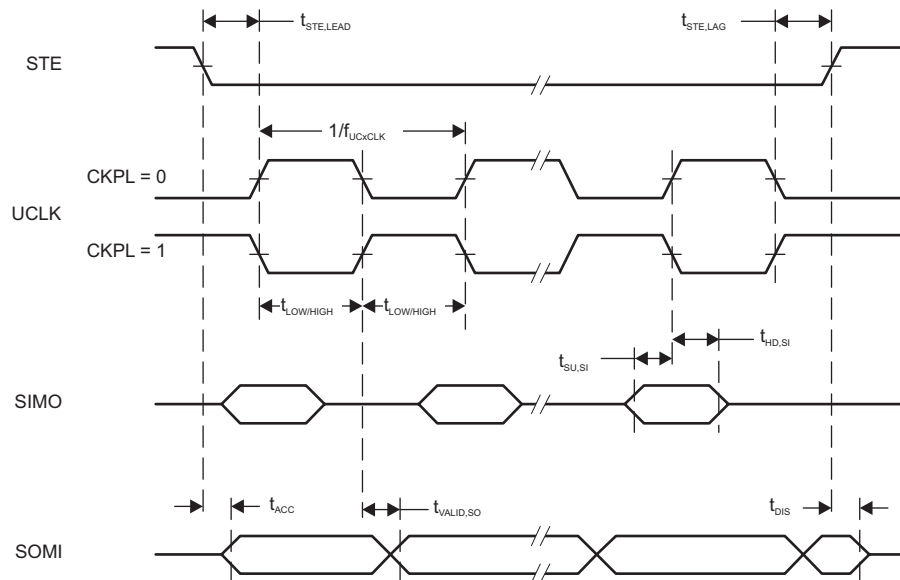 t_STE,LEAD
t_STE,LAG
STE
1/f_UCxCLK
CKPL = 0
UCLK
CKPL = 1
t_LOW/HIGH t_LOW/HIGH
t_HD,SI
t_SU,SI
SIMO
t_ACC
t_VALID,SO
t_DIS
SOMI